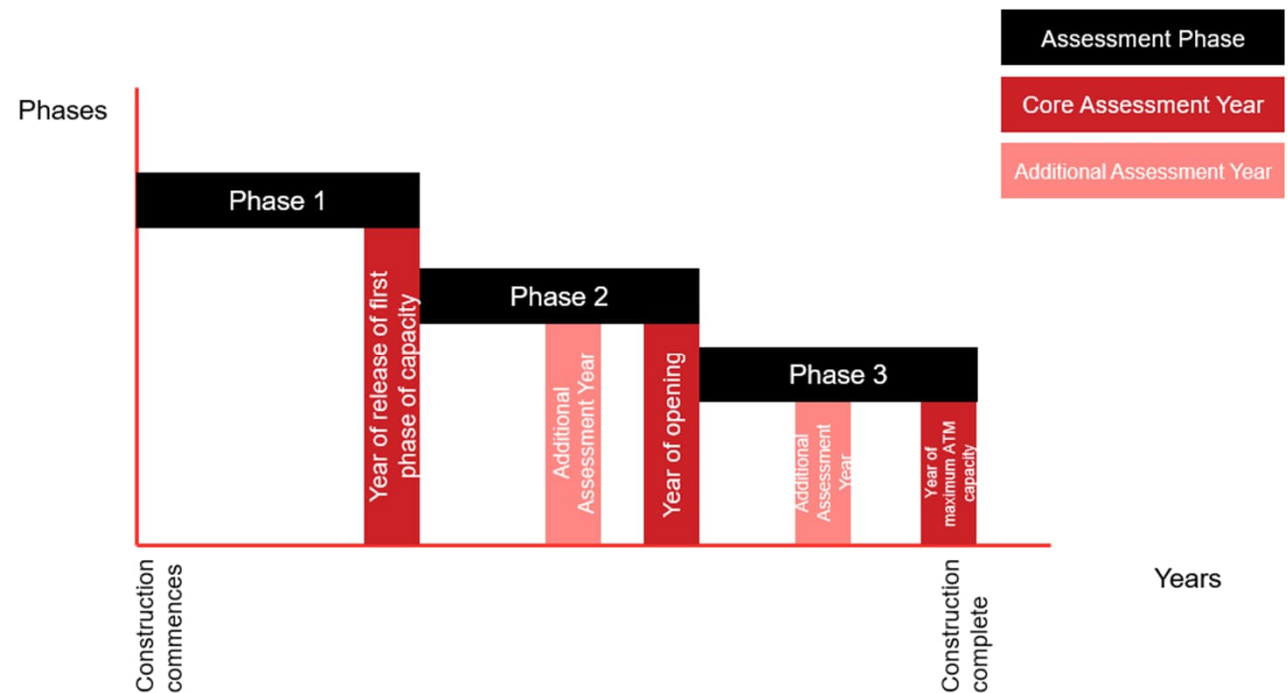 Assessment Phase
Core Assessment Year
Additional Assessment Year
Phases
Phase 1
Year of release of first
phase of capacity
Phase 2
Additional
Assessment Year
Year of opening
Phase 3
Additional
Assessment
Year
Year of
maximum ATM
capacity
Construction
commences
Construction
complete
Years